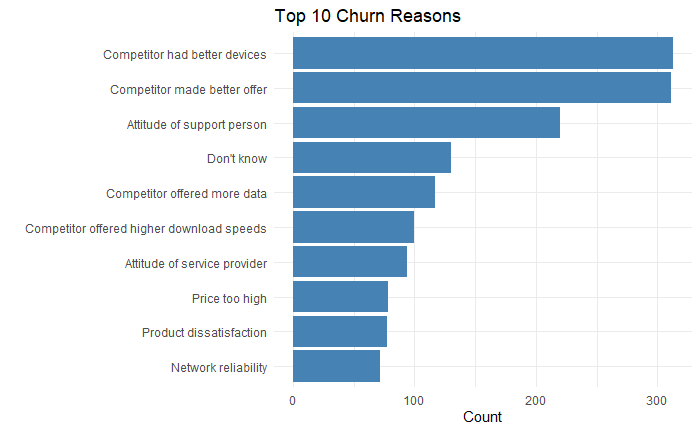 Top 10 Churn Reasons
Competitor had better devices
Competitor made better offer
Attitude of support person
Don't know
Competitor offered more data
Competitor offered higher download speeds
Attitude of service provider
Price too high
Product dissatisfaction
Network reliability
0 100 200 300
Count